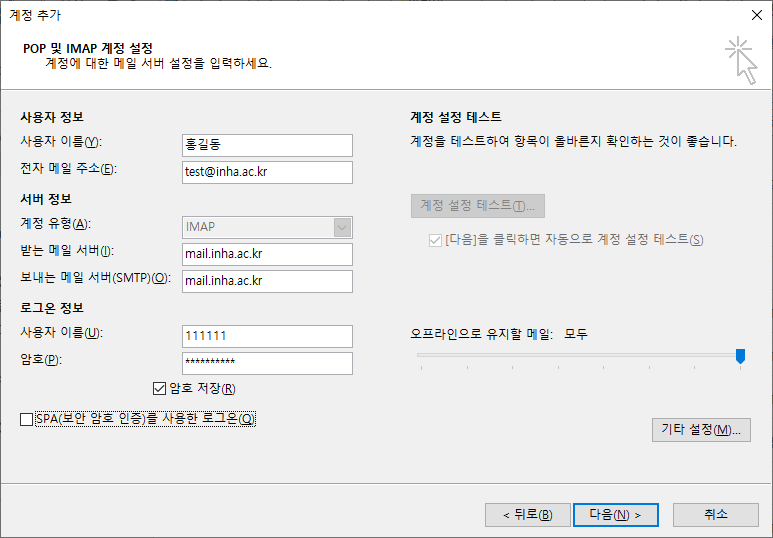 계정 추가
POP 및 IMAP 계정 설정
계정에 대한 메일 서버 설정을 입력하세요.
사용자 정보
사용자 이름(Y): 홍길동
전자 메일 주소(E): test@inha.ac.kr
서버 정보
계정 유형(A): IMAP
받는 메일 서버(I): mail.inha.ac.kr
보내는 메일 서버(SMTP)(O): mail.inha.ac.kr
로그온 정보
사용자 이름(U): 111111
암호(P): **********
암호 저장(R)
SPA(보안 암호 인증)를 사용한 로그온(Q)
계정 설정 테스트
계정을 테스트하여 항목이 올바른지 확인하는 것이 좋습니다.
계정 설정 테스트(T)...
[다음]을 클릭하면 자동으로 계정 설정 테스트(S)
오프라인으로 유지할 메일: 모두
기타 설정(M)...
< 뒤로(B)
다음(N) >
취소